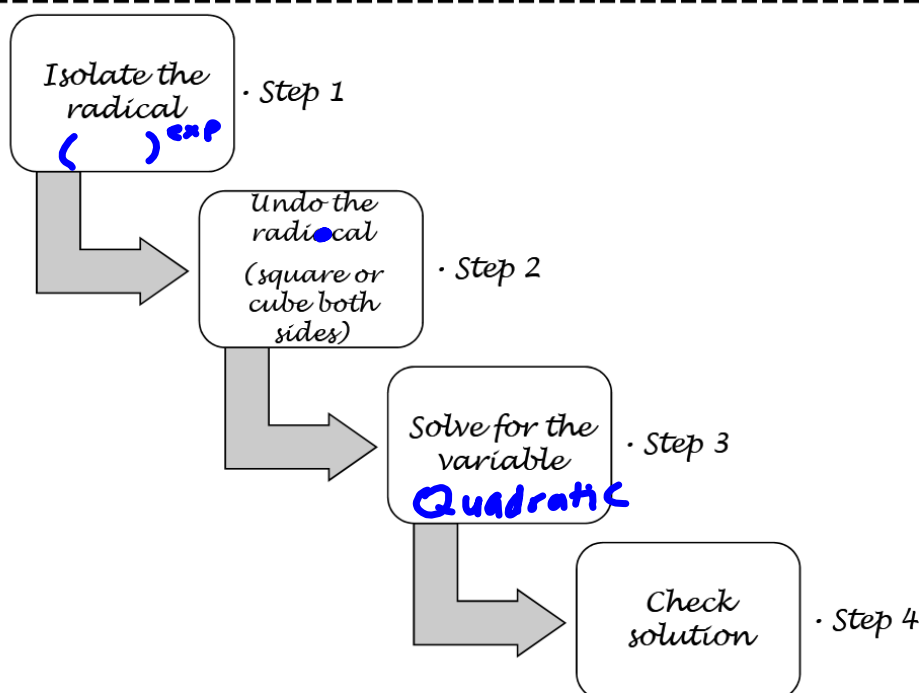 Isolate the
radical
· Step 1
( )exp
Undo the
radical
(square or
cube both
sides)
· Step 2
Solve for the
variable
· Step 3
Quadratic
Check
solution
· Step 4